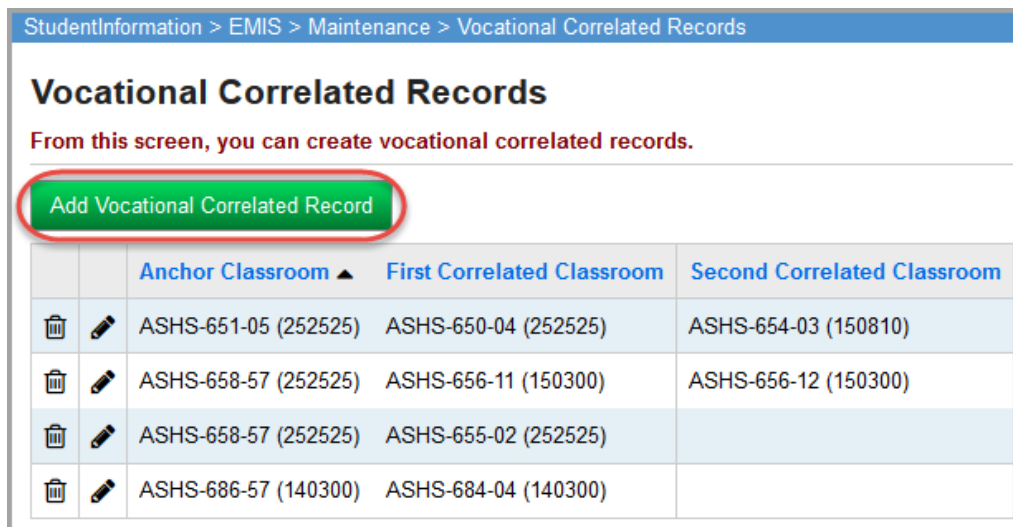 StudentInformation > EMIS > Maintenance > Vocational Correlated Records
Vocational Correlated Records
From this screen, you can create vocational correlated records.
Add Vocational Correlated Record
Anchor Classroom ▲ First Correlated Classroom Second Correlated Classroom
ASHS-651-05 (252525) ASHS-650-04 (252525) ASHS-654-03 (150810)
ASHS-658-57 (252525) ASHS-656-11 (150300) ASHS-656-12 (150300)
ASHS-658-57 (252525) ASHS-655-02 (252525)
ASHS-686-57 (140300) ASHS-684-04 (140300)